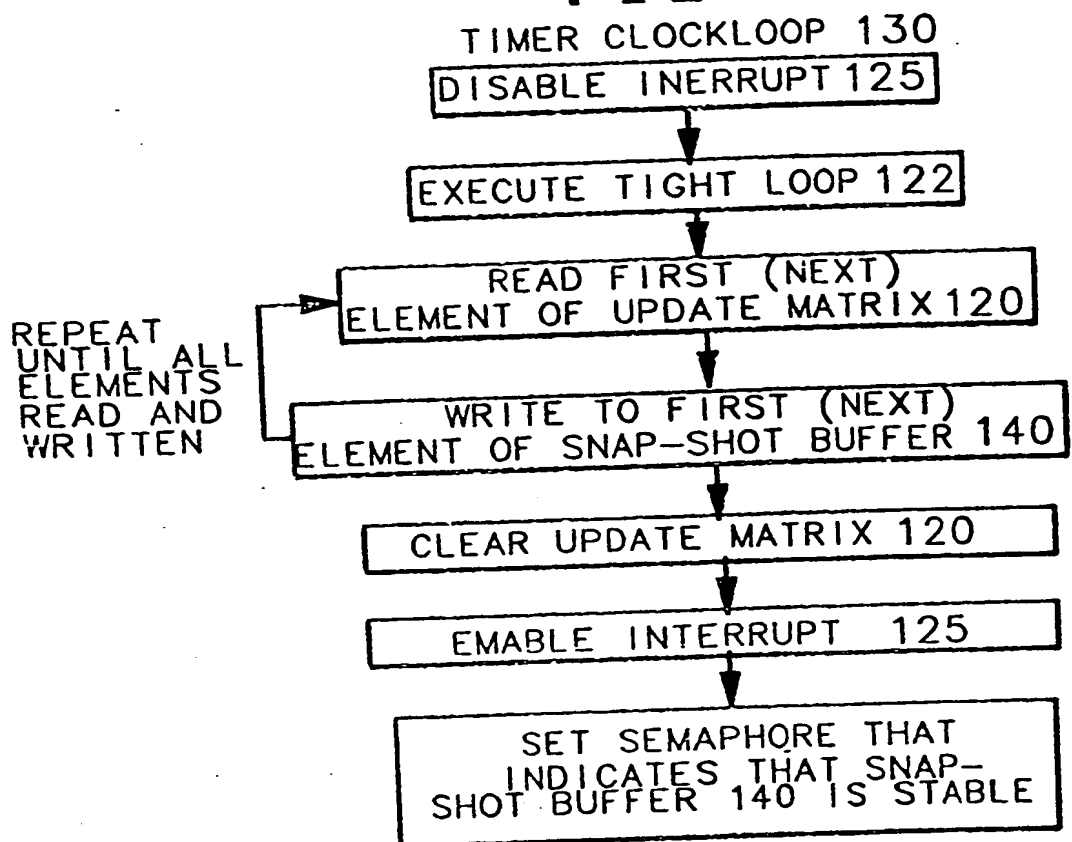 TIMER CLOCKLOOP 130
DISABLE INERRUPT 125
EXECUTE TIGHT LOOP 122
READ FIRST (NEXT)
ELEMENT OF UPDATE MATRIX 120
REPEAT
UNTIL ALL
ELEMENTS
READ AND
WRITTEN
WRITE TO FIRST (NEXT)
ELEMENT OF SNAP-SHOT BUFFER 140
CLEAR UPDATE MATRIX 120
EMABLE INTERRUPT 125
SET SEMAPHORE THAT
INDICATES THAT SNAP-
SHOT BUFFER 140 IS STABLE